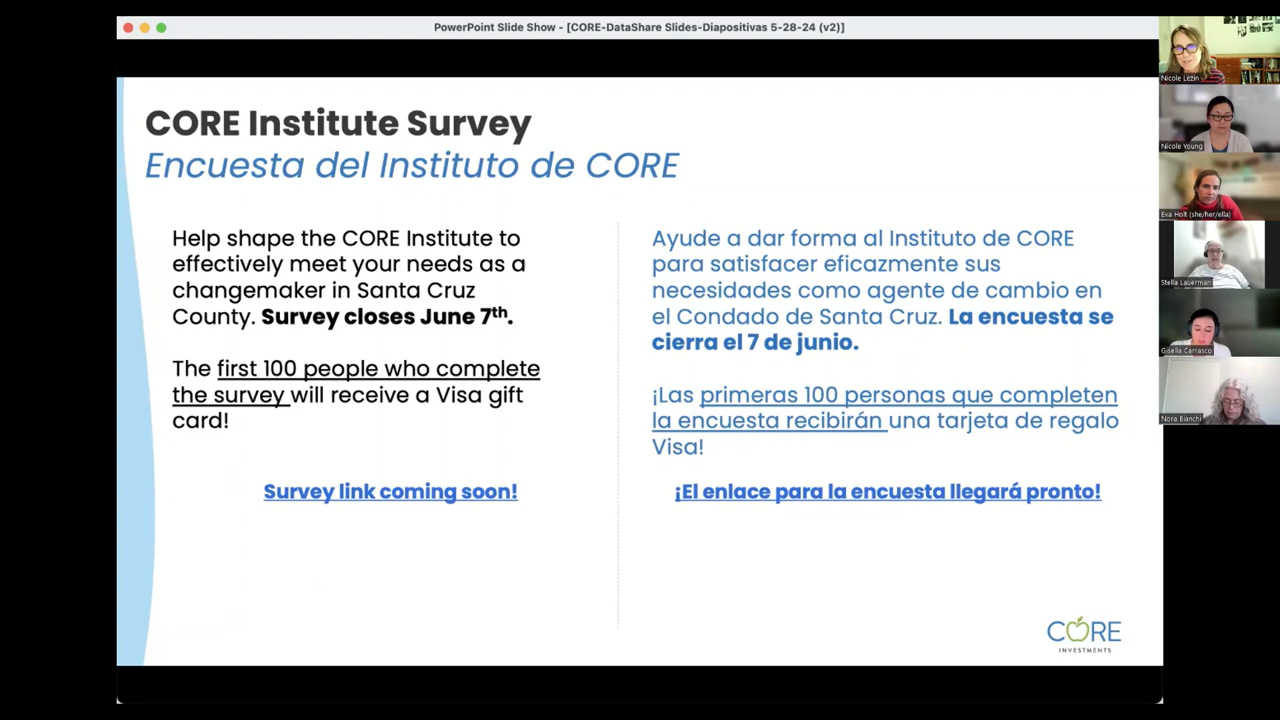 PowerPoint Slide Show - [CORE-DataShare Slides-Diapositivas 5-28-24 (v2)]
CORE Institute Survey
Encuesta del Instituto de CORE
Help shape the CORE Institute to
effectively meet your needs as a
changemaker in Santa Cruz
County. Survey closes June 7th.
The first 100 people who complete
the survey will receive a Visa gift
card!
Survey link coming soon!
Ayude a dar forma al Instituto de CORE
para satisfacer eficazmente sus
necesidades como agente de cambio en
el Condado de Santa Cruz. La encuesta se
cierra el 7 de junio.
¡Las primeras 100 personas que completen
la encuesta recibirán una tarjeta de regalo
Visa!
¡El enlace para la encuesta llegará pronto!
CORE
INVESTMENTS
Nicole Lezin
Nicole Young
Eva Holt (she/her/ella)
Stella Lauerman
Gisella Carrasco
Nora Bianchi